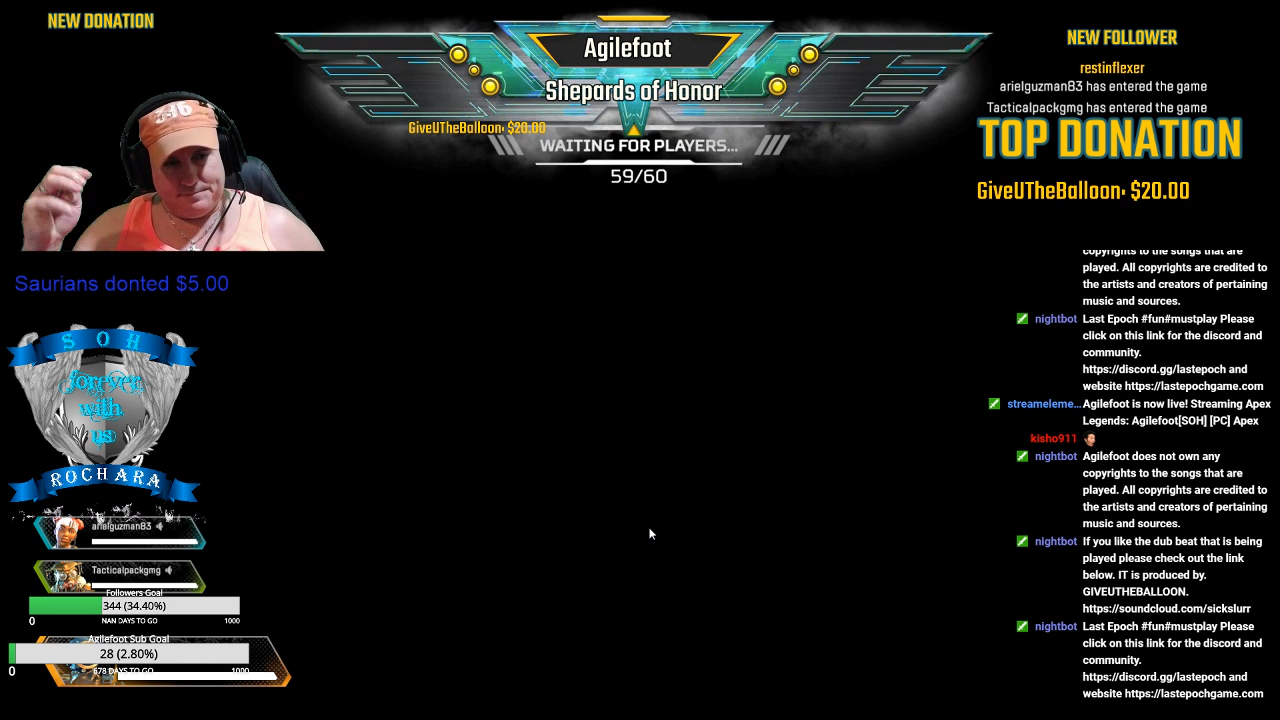 NEW DONATION
Agilefoot
Shepards of Honor
GiveUTheBalloon: $20.00
WAITING FOR PLAYERS...
59/60
NEW FOLLOWER
restinflexer
arielguzman83 has entered the game
Tacticalpackgmg has entered the game
TOP DONATION
GiveUTheBalloon: $20.00
Saurians donted $5.00
S O H
forever
with
us
ROCHARA
arielguzman83
Tacticalpackgmg
Followers Goal
344 (34.40%)
0 NAN DAYS TO GO 1000
Agilefoot Sub Goal
28 (2.80%)
0 678 DAYS TO GO 1000
copyrights to the songs that are
played. All copyrights are credited to
the artists and creators of pertaining
music and sources.
nightbot Last Epoch #fun#mustplay Please
click on this link for the discord and
community.
https://discord.gg/lastepoch and
website https://lastepochgame.com
streameleme... Agilefoot is now live! Streaming Apex
Legends: Agilefoot[SOH] [PC] Apex
kisho911
nightbot Agilefoot does not own any
copyrights to the songs that are
played. All copyrights are credited to
the artists and creators of pertaining
music and sources.
nightbot If you like the dub beat that is being
played please check out the link
below. IT is produced by.
GIVEUTHEBALLOON.
https://soundcloud.com/sickslurr
nightbot Last Epoch #fun#mustplay Please
click on this link for the discord and
community.
https://discord.gg/lastepoch and
website https://lastepochgame.com